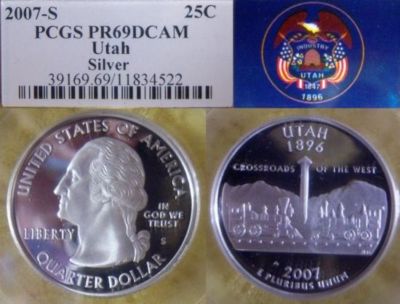 2007-S 25C
PCGS PR69DCAM
Utah
Silver
39169.69/11834522
INDUSTRY
UTAH
1847
1896
UNITED STATES OF AMERICA
LIBERTY
IN
GOD WE
TRUST
S
QUARTER DOLLAR
UTAH
1896
CROSSROADS OF THE WEST
2007
E PLURIBUS UNUM